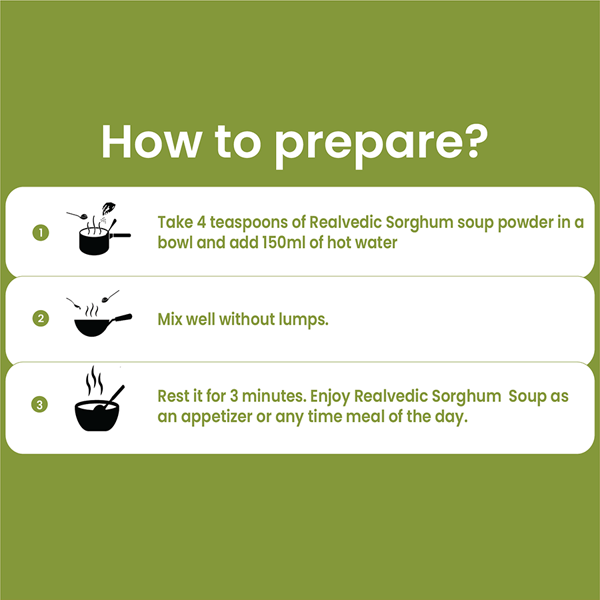 How to prepare?
1
Take 4 teaspoons of Realvedic Sorghum soup powder in a
bowl and add 150ml of hot water
2
Mix well without lumps.
3
Rest it for 3 minutes. Enjoy Realvedic Sorghum Soup as
an appetizer or any time meal of the day.